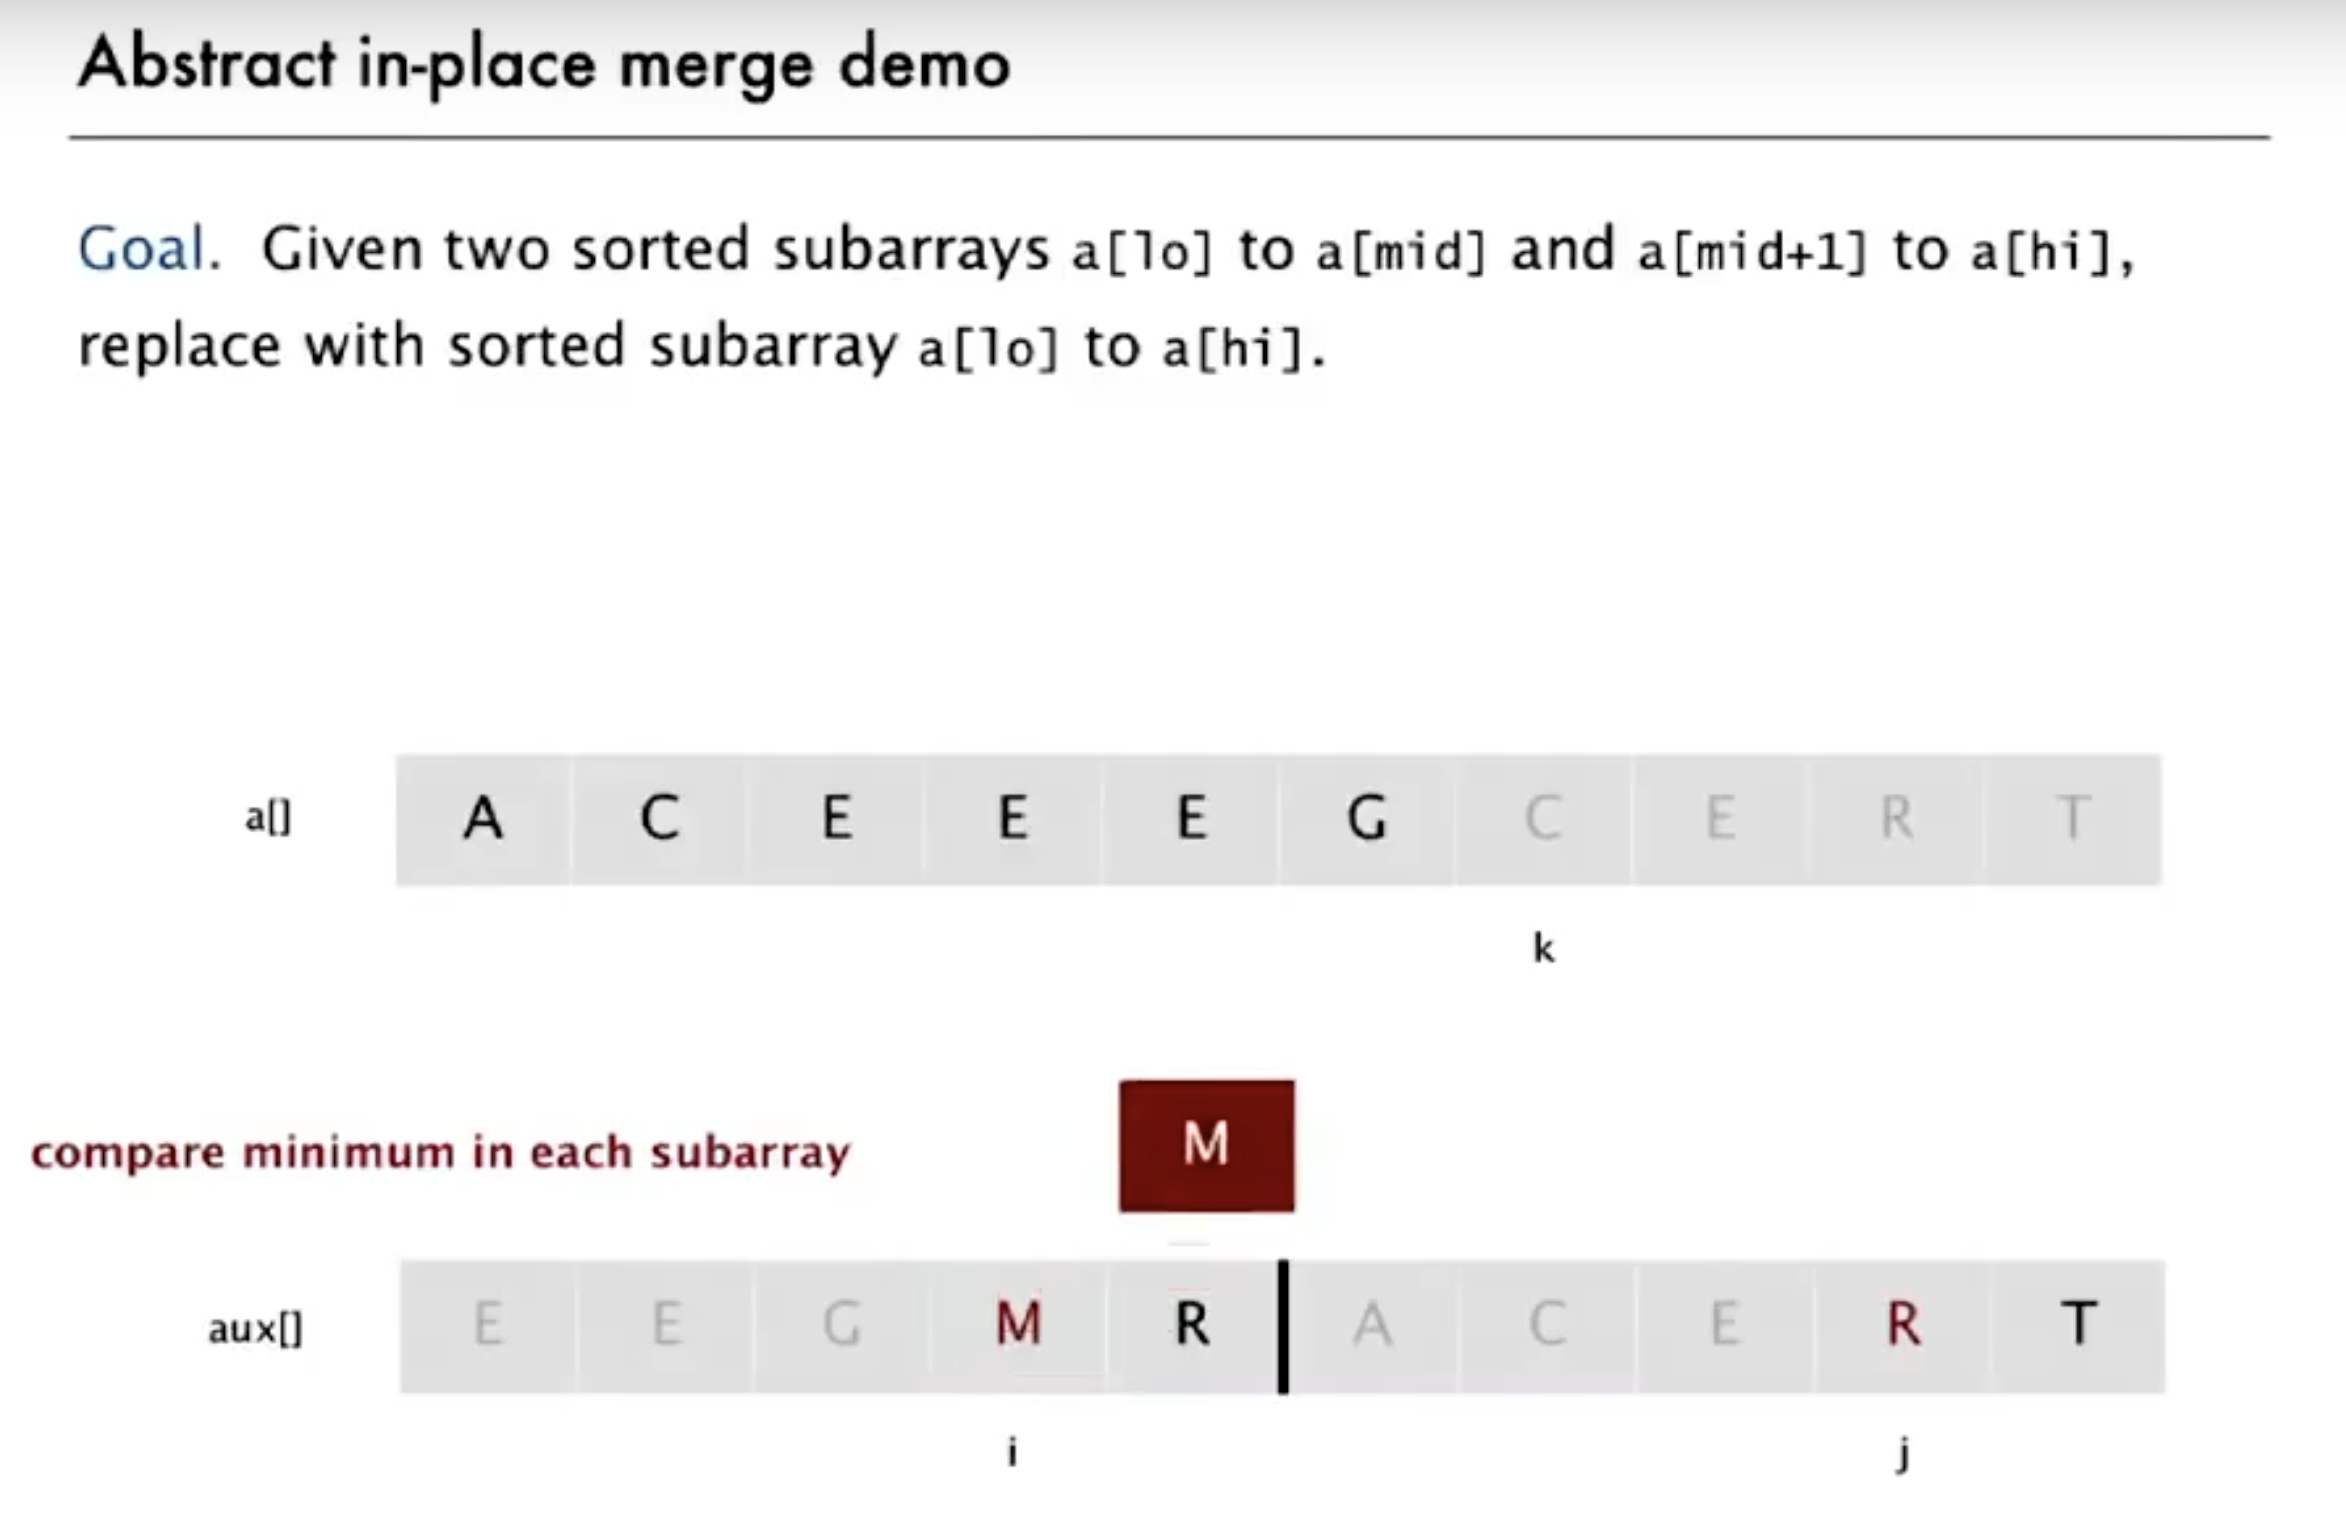 Abstract in-place merge demo
Goal. Given two sorted subarrays a[lo] to a[mid] and a[mid+1] to a[hi],
replace with sorted subarray a[lo] to a[hi].
a[] A C E E E G C E R T
k
M
compare minimum in each subarray
aux[] E E G M R A C E R T
i j